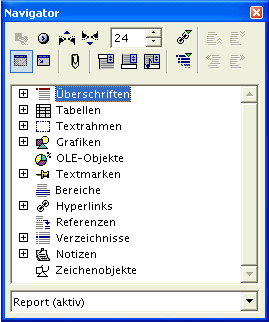 Navigator
24
Überschriften
Tabellen
Textrahmen
Grafiken
OLE-Objekte
Textmarken
Bereiche
Hyperlinks
Referenzen
Verzeichnisse
Notizen
Zeichenobjekte
Report (aktiv)